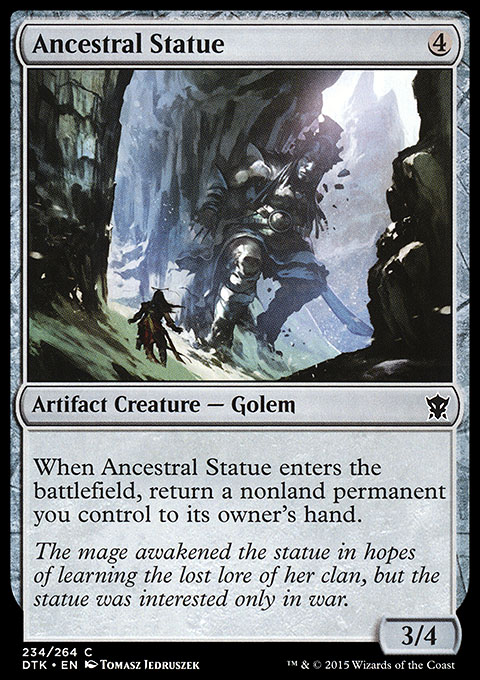 Ancestral Statue 4
Artifact Creature — Golem
When Ancestral Statue enters the
battlefield, return a nonland permanent
you control to its owner's hand.
The mage awakened the statue in hopes
of learning the lost lore of her clan, but the
statue was interested only in war.
3/4
234/264 C
DTK • EN Tomasz Jedruszek
™ & © 2015 Wizards of the Coast